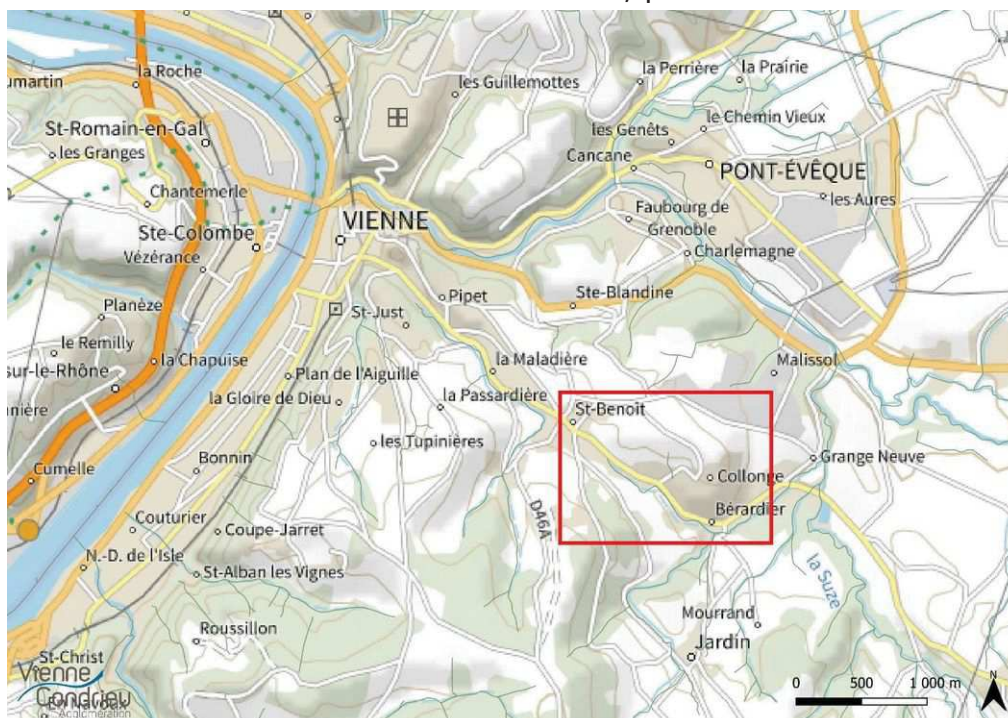 la Roche
umartin
les Guillemottes
la Perrière
la Prairie
St-Romain-en-Gal
les Granges
les Genêts
le Chemin Vieux
Cancane
PONT-ÉVÊQUE
Chantemerle
les Aures
Ste-Colombe
VIENNE
Faubourg de
Grenoble
Vézérance
Charlemagne
Planèze
Pipet
Ste-Blandine
St-Just
le Remilly
la Chapuise
la Maladière
Malissol
sur-le-Rhône
Plan de l'Aiguille
nière
la Gloire de Dieu
la Passardière
St-Benoît
les Tupinières
Cumelle
Bonnin
Grange Neuve
Collonge
D46A
Bérardier
Couturier
Coupe-Jarret
N.-D. de l'Isle
St-Alban les Vignes
la Suze
Mourrand
Roussillon
Jardin
St-Christ
Vienne
Condrieu
Agglomération
En Navoux
0 500 1 000 m
N